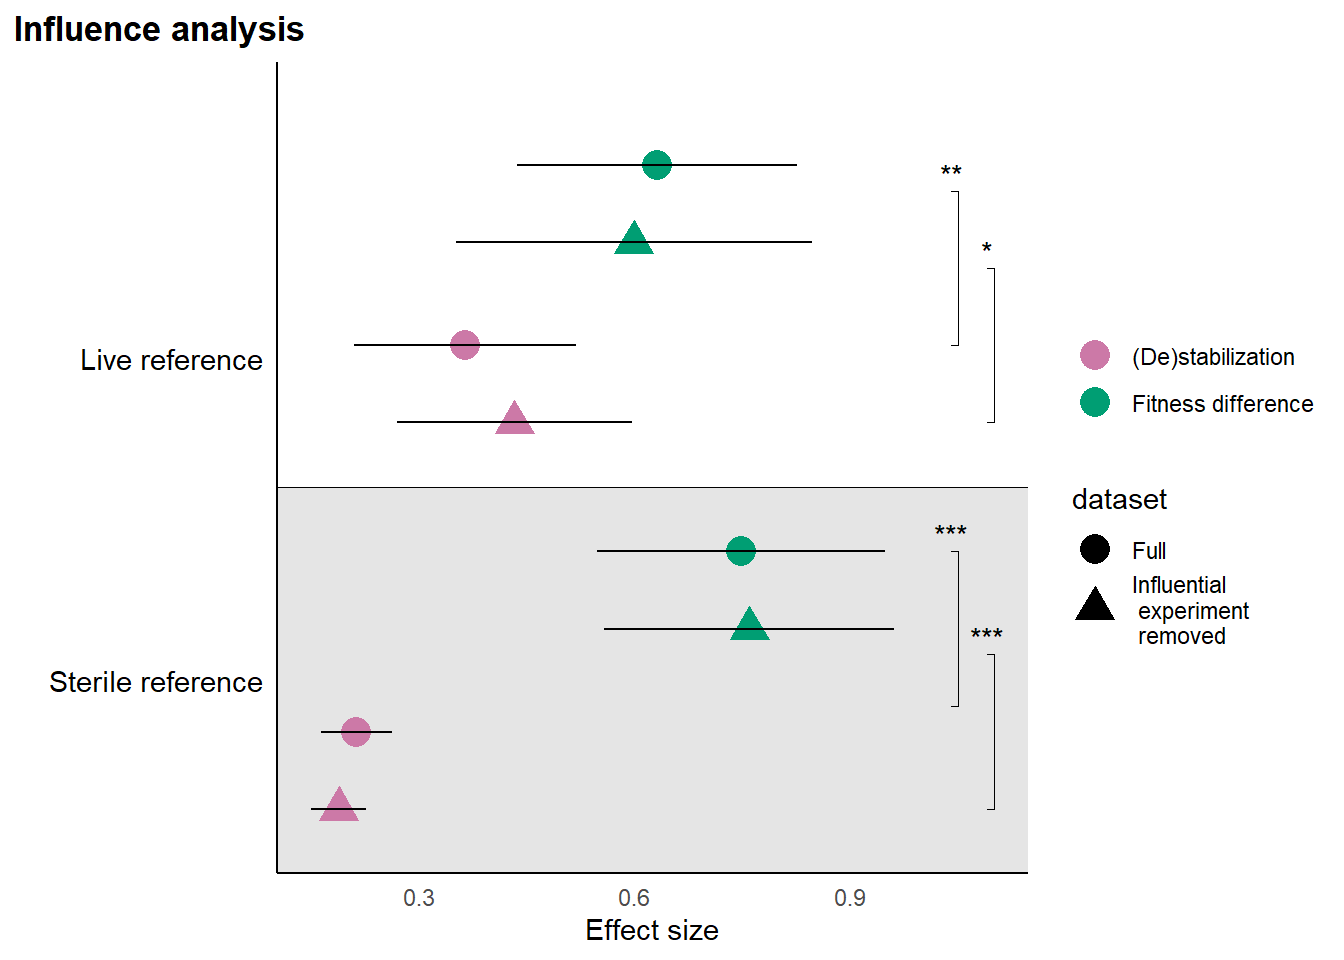 Influence analysis
**
*
Live reference
(De)stabilization
Fitness difference
dataset
***
Full
Influential
experiment
removed
***
Sterile reference
0.3 0.6 0.9
Effect size